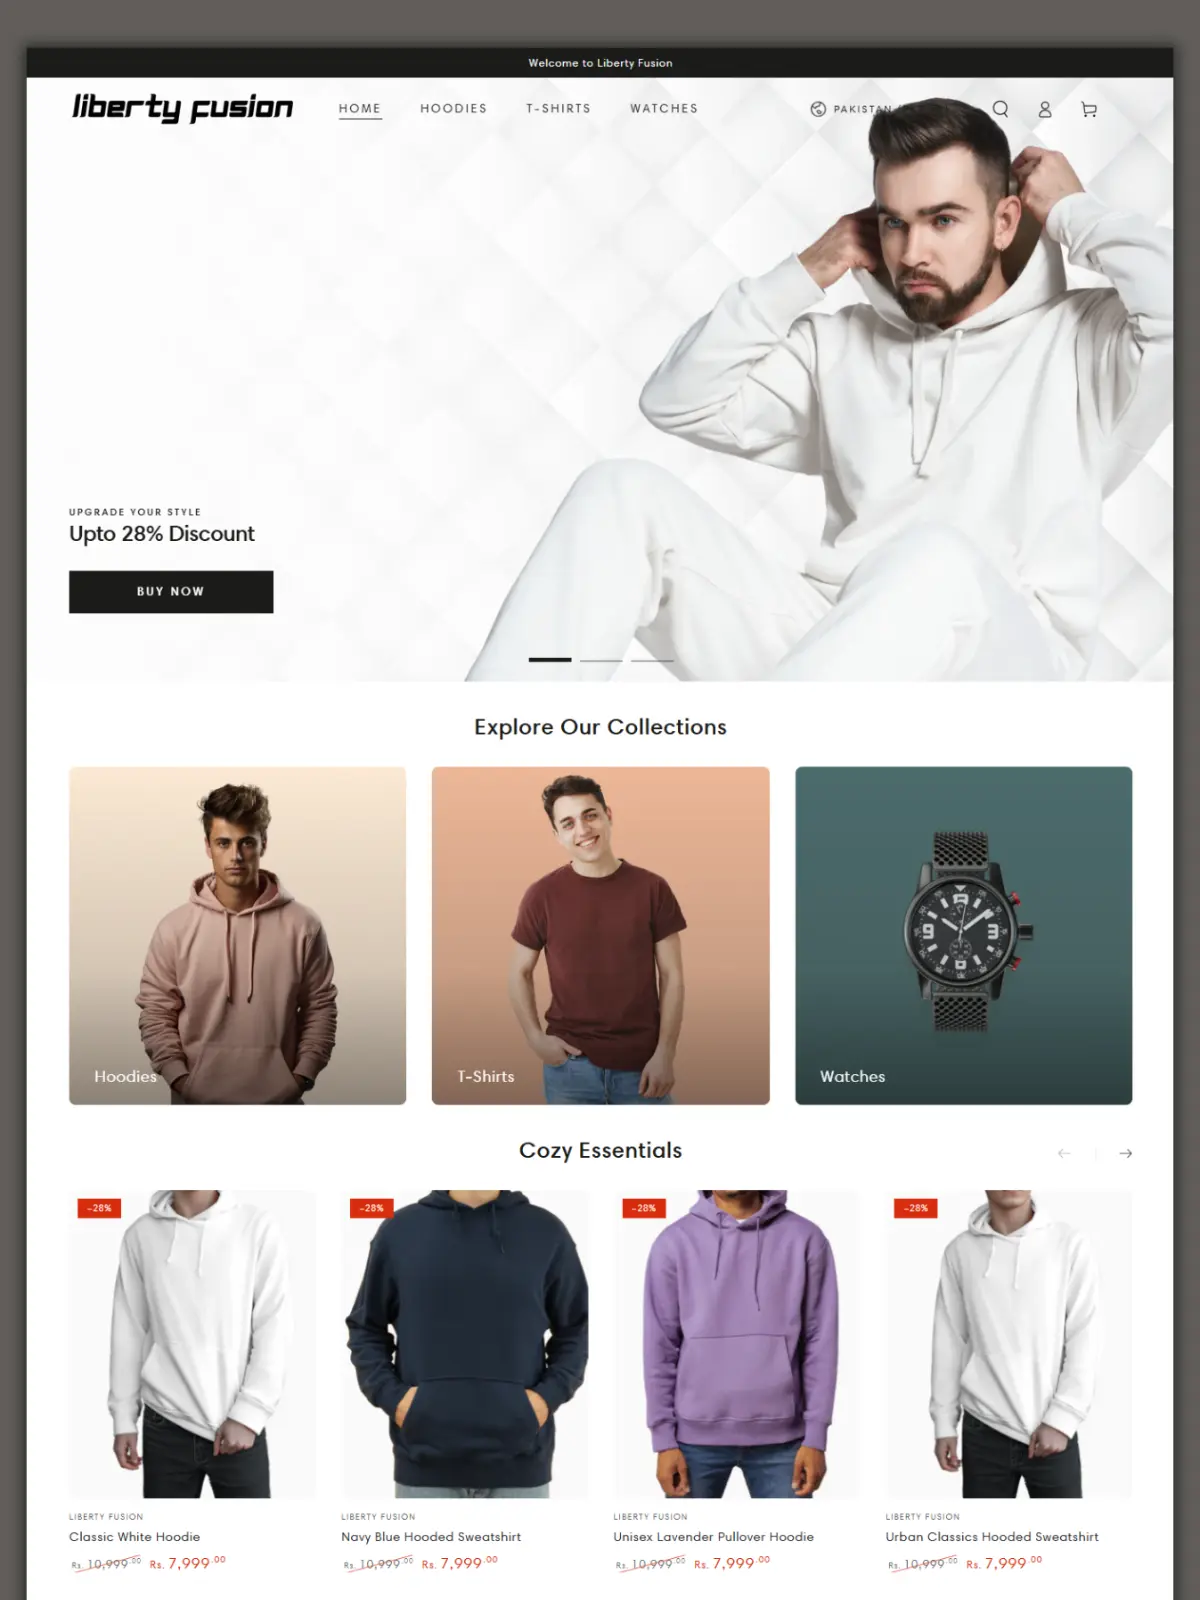 Welcome to Liberty Fusion
liberty fusion
HOME HOODIES T-SHIRTS WATCHES PAKISTAN
UPGRADE YOUR STYLE
Upto 28% Discount
BUY NOW
Explore Our Collections
Hoodies T-Shirts Watches
Cozy Essentials
-28% -28% -28% -28%
LIBERTY FUSION LIBERTY FUSION LIBERTY FUSION LIBERTY FUSION
Classic White Hoodie Navy Blue Hooded Sweatshirt Unisex Lavender Pullover Hoodie Urban Classics Hooded Sweatshirt
Rs. 10,999.00 Rs. 7,999.00 Rs. 10,999.00 Rs. 7,999.00 Rs. 10,999.00 Rs. 7,999.00 Rs. 10,999.00 Rs. 7,999.00